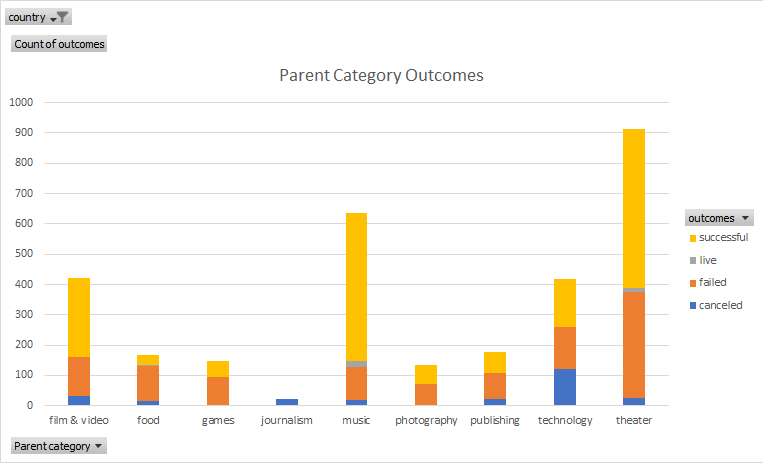 country
Count of outcomes
Parent Category Outcomes
1000
900
800
700
600
500
400
300
200
100
0
film & video food games journalism music photography publishing technology theater
outcomes
successful
live
failed
canceled
Parent category